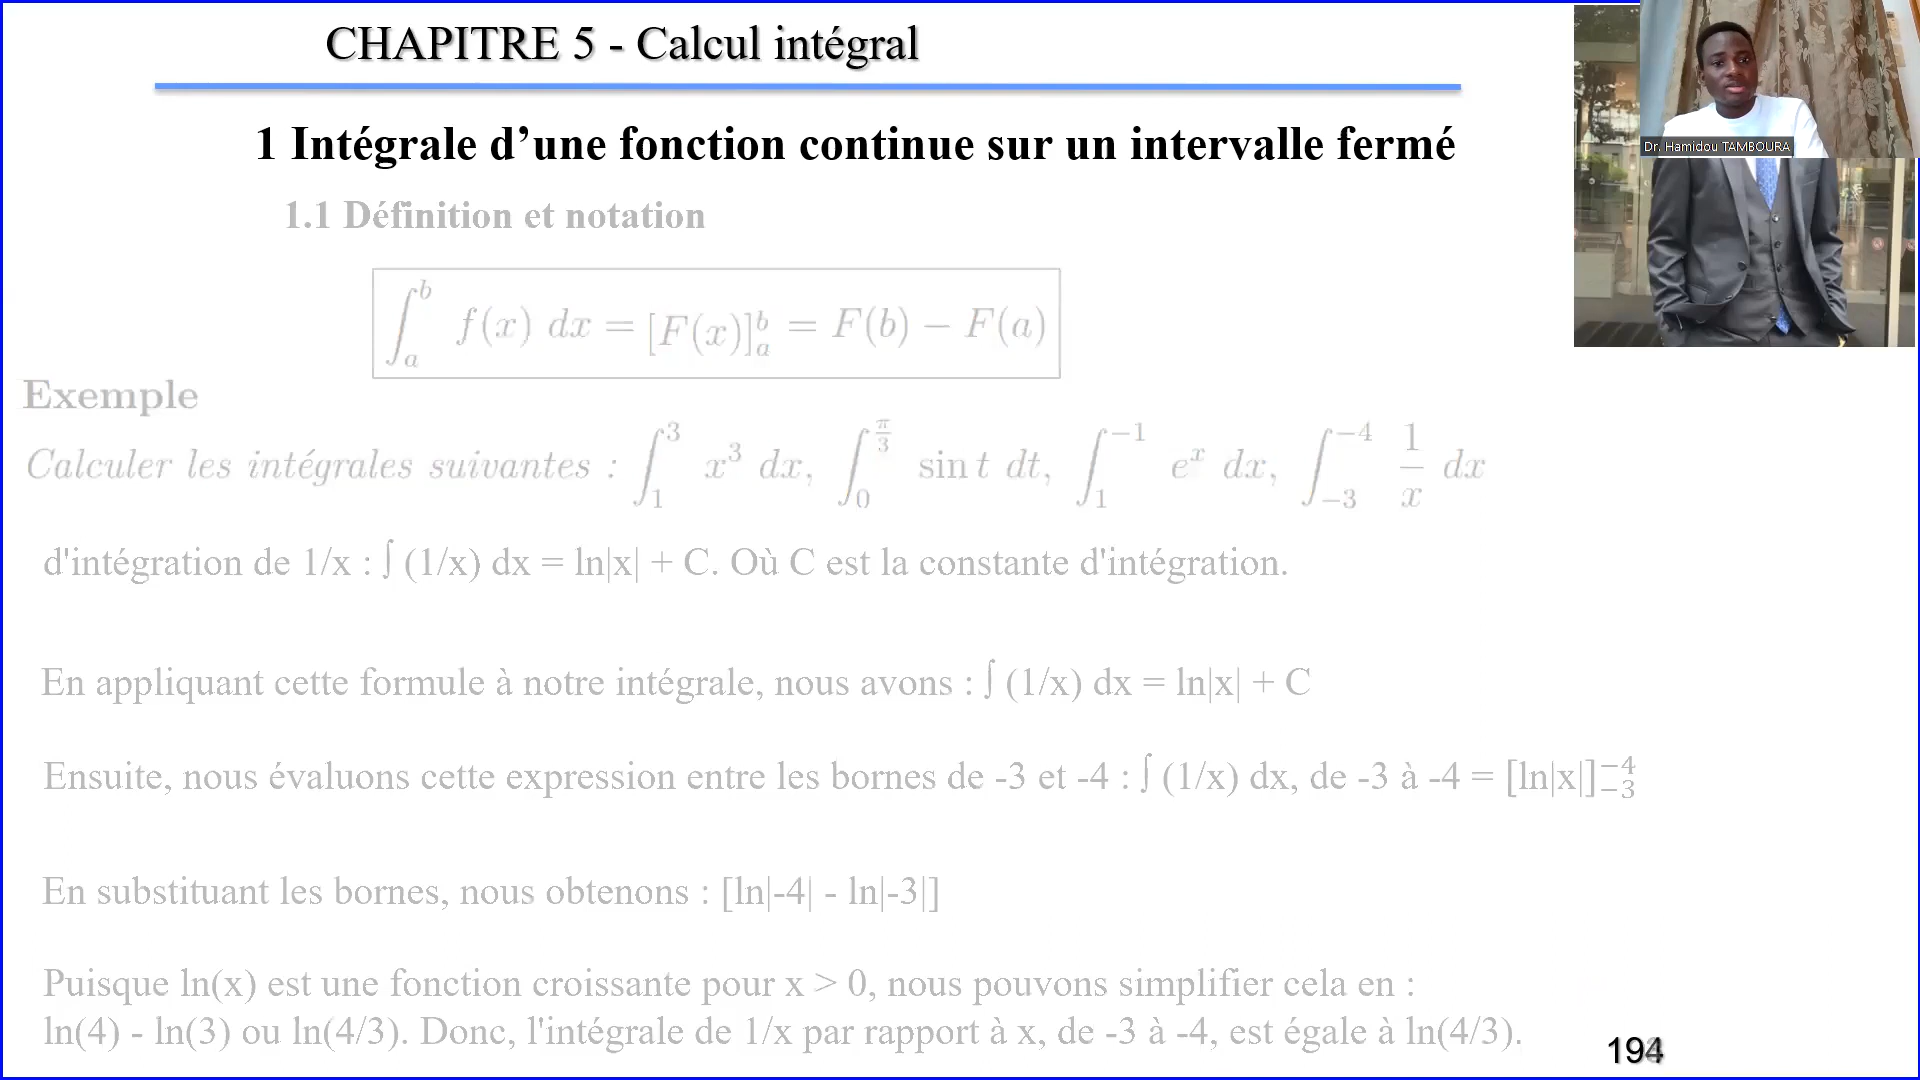 CHAPITRE 5 - Calcul intégral
Dr. Hamidou TAMBOURA
1 Intégrale d’une fonction continue sur un intervalle fermé
1.1 Définition et notation
∫_a^b f(x) dx = [F(x)]_a^b = F(b) − F(a)
Exemple
Calculer les intégrales suivantes : ∫_1^3 x³ dx, ∫_0^{π/3} sin t dt, ∫_1^{−1} e^x dx, ∫_{−3}^{−4} 1/x dx
d'intégration de 1/x : ∫ (1/x) dx = ln|x| + C. Où C est la constante d'intégration.
En appliquant cette formule à notre intégrale, nous avons : ∫ (1/x) dx = ln|x| + C
Ensuite, nous évaluons cette expression entre les bornes de -3 et -4 : ∫ (1/x) dx, de -3 à -4 = [ln|x|]_{−3}^{−4}
En substituant les bornes, nous obtenons : [ln|-4| - ln|-3|]
Puisque ln(x) est une fonction croissante pour x > 0, nous pouvons simplifier cela en :
ln(4) - ln(3) ou ln(4/3). Donc, l'intégrale de 1/x par rapport à x, de -3 à -4, est égale à ln(4/3).